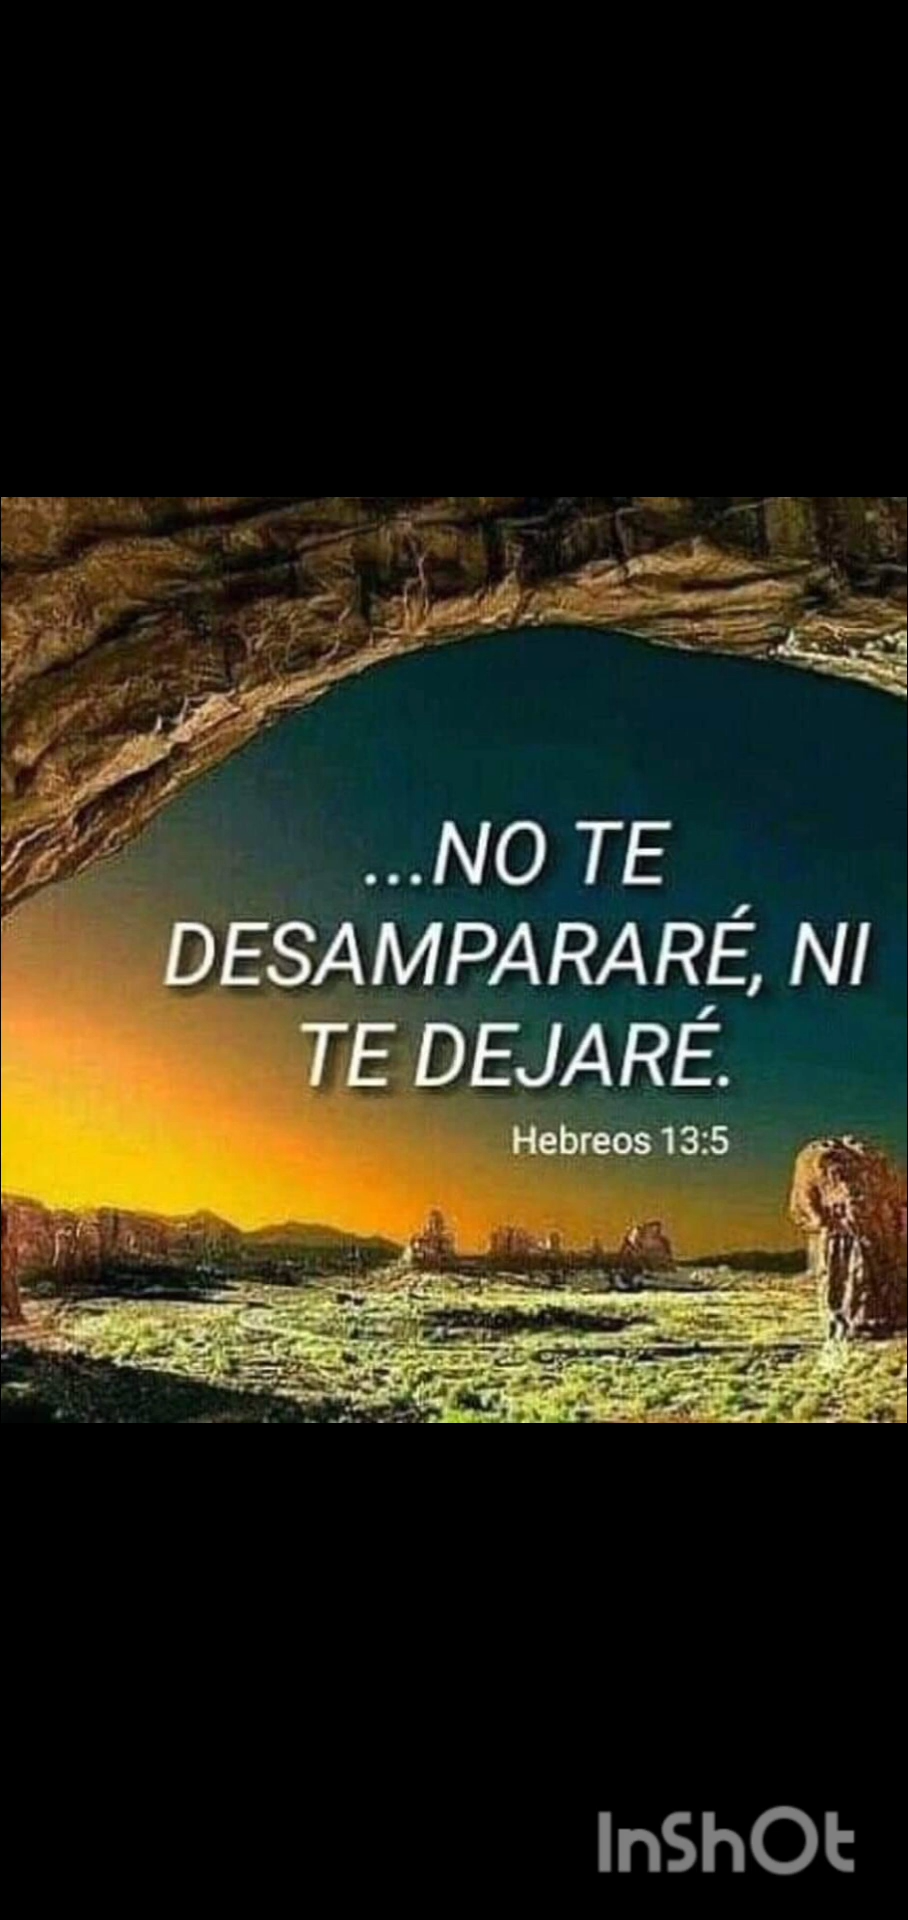 ...NO TE
DESAMPARARÉ, NI
TE DEJARÉ.
Hebreos 13:5
InShOt